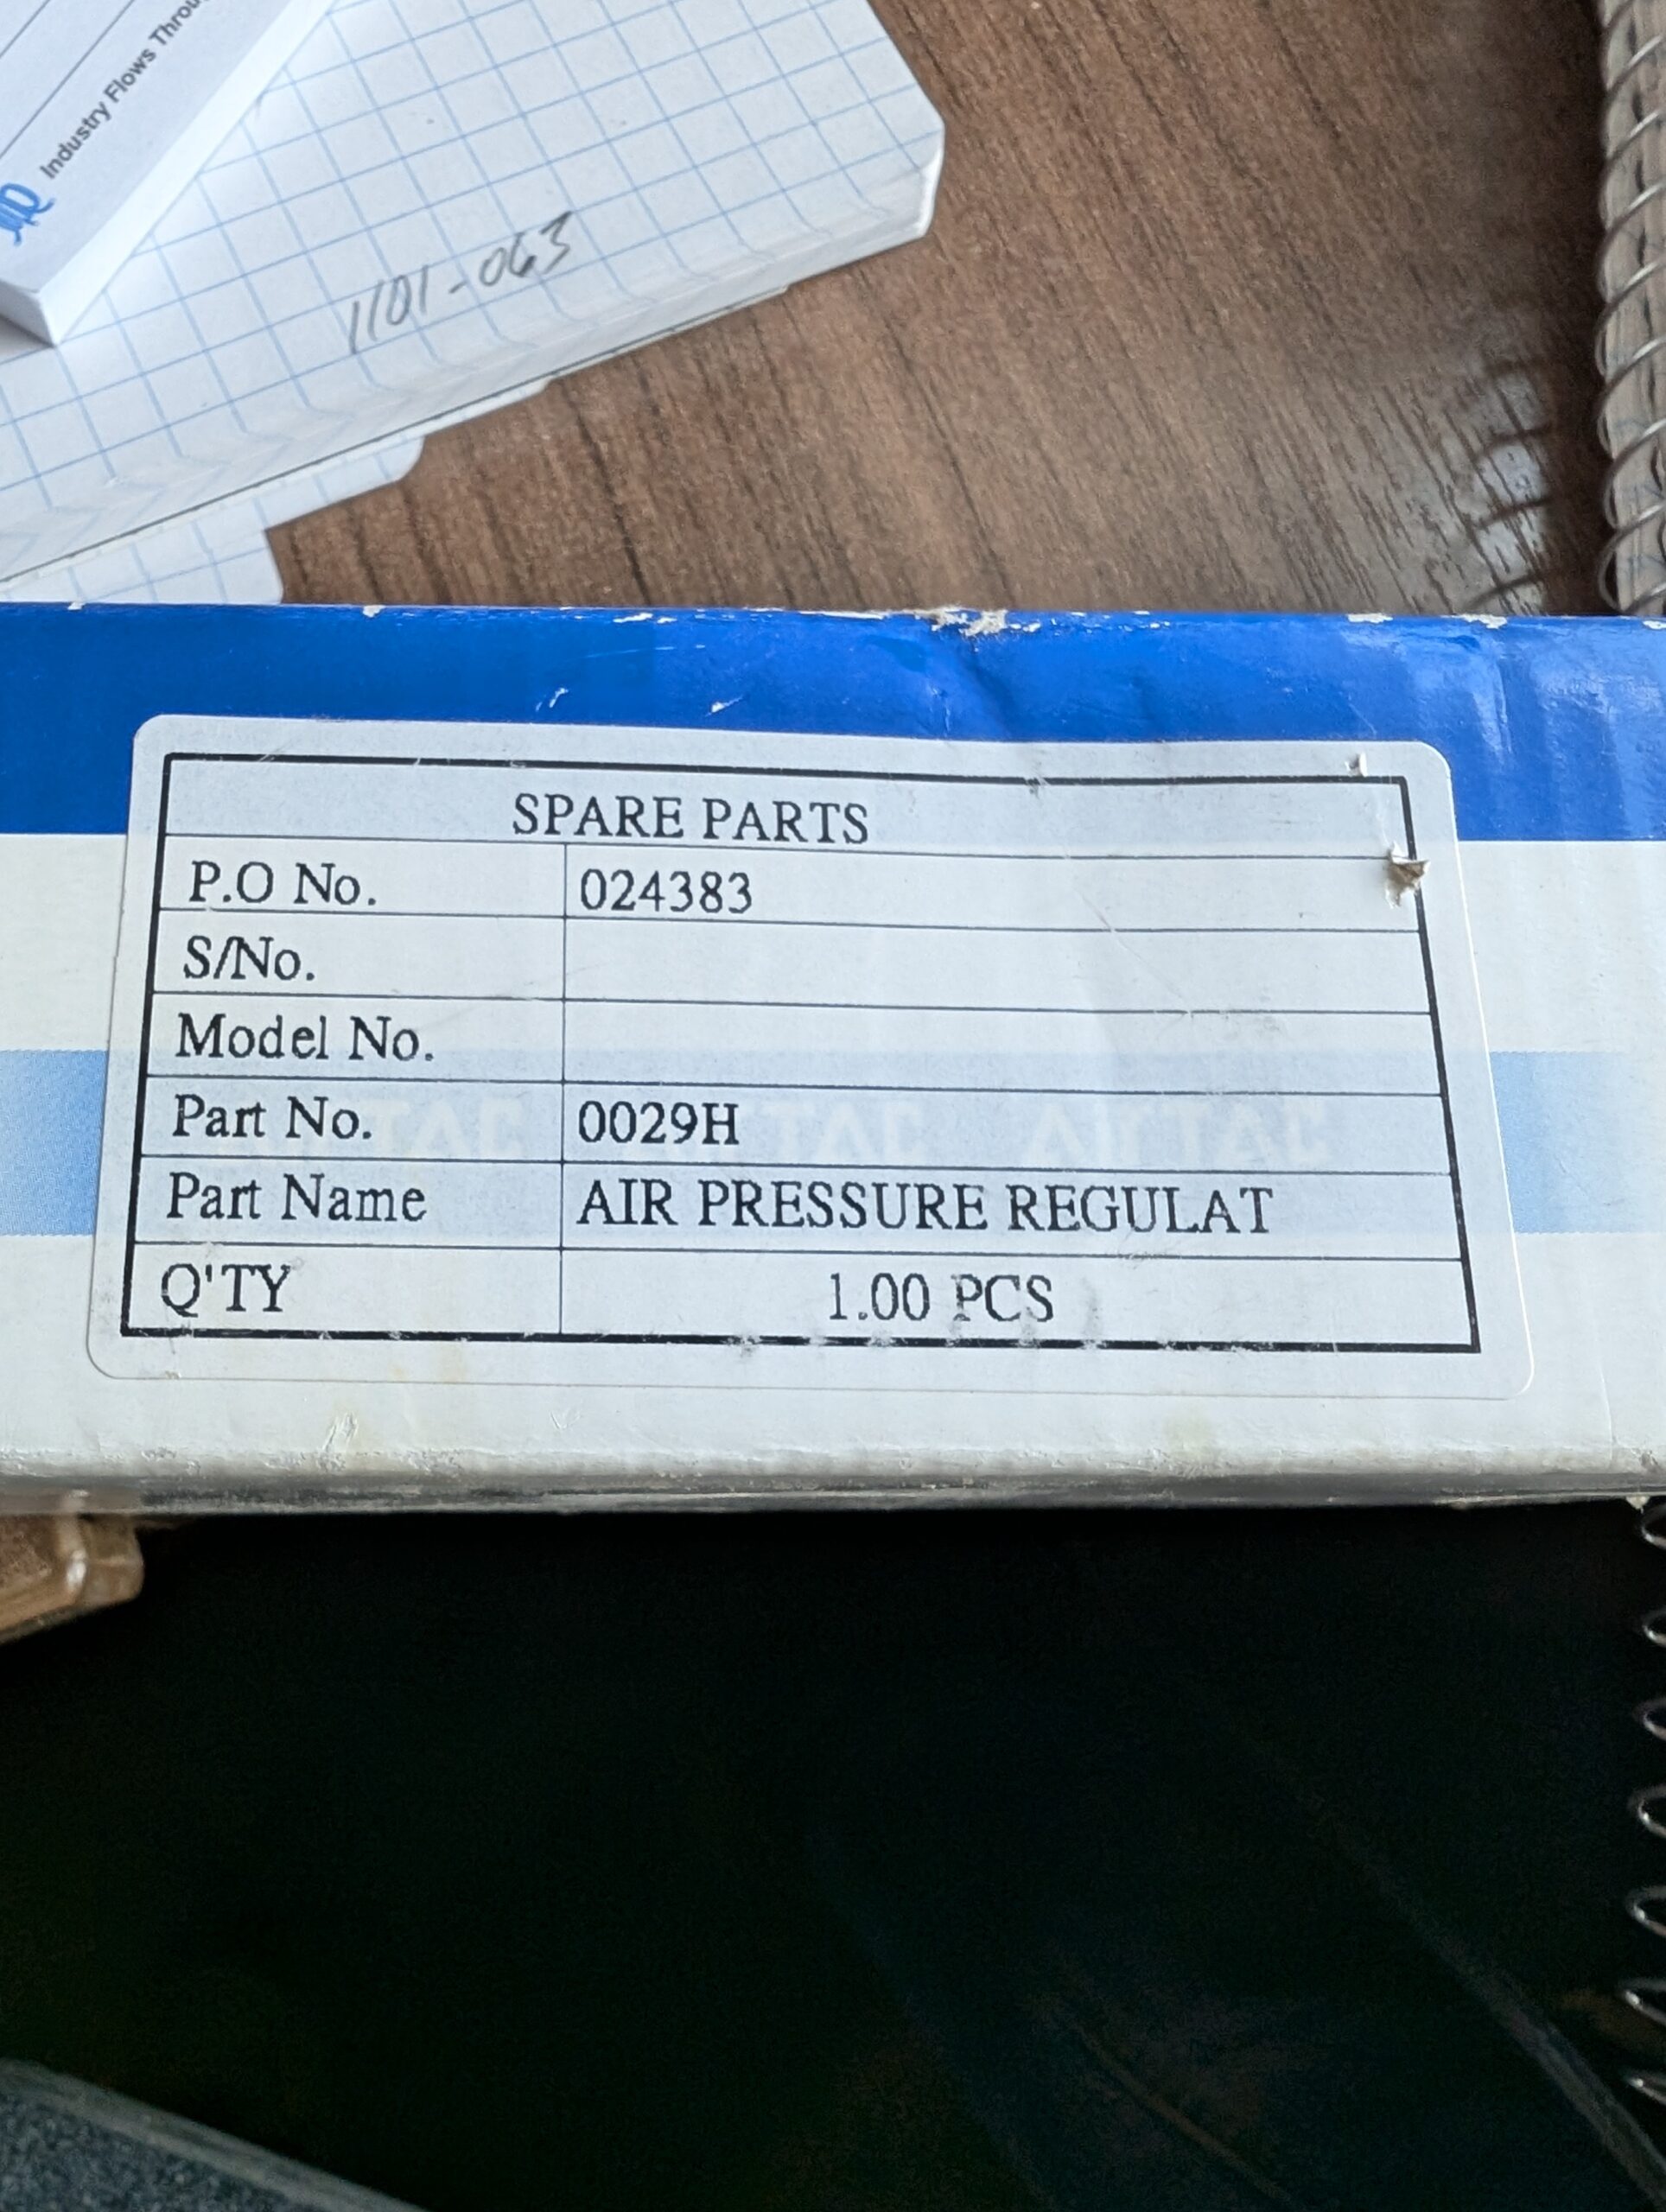 Industry Flows Throu
1101-063
SPARE PARTS
P.O No. 024383
S/No.
Model No.
Part No. 0029H
Part Name AIR PRESSURE REGULAT
Q'TY 1.00 PCS